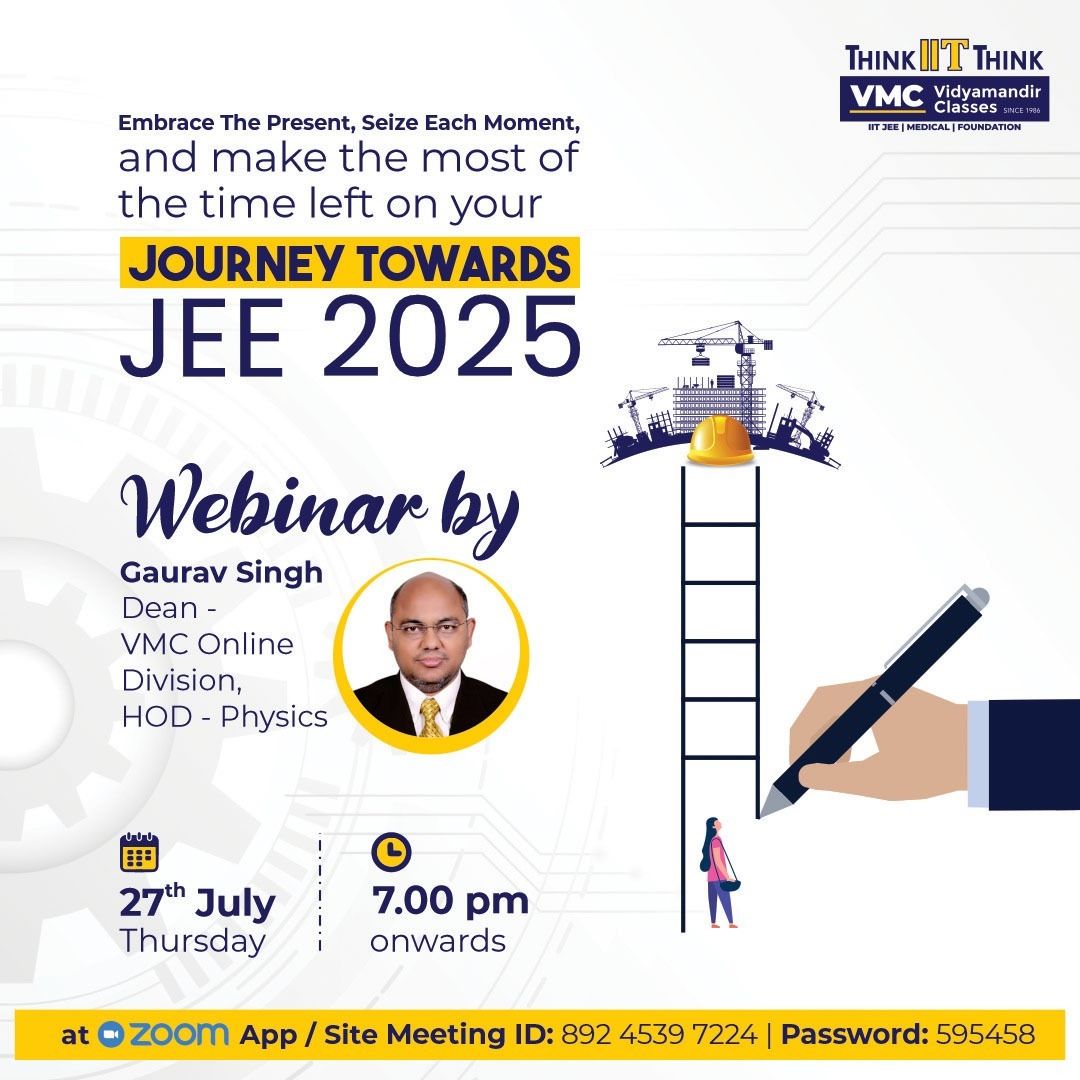 THINK IIT THINK
VMC Vidyamandir Classes SINCE 1986
IIT JEE | MEDICAL | FOUNDATION
Embrace The Present, Seize Each Moment,
and make the most of
the time left on your
JOURNEY TOWARDS
JEE 2025
Webinar by
Gaurav Singh
Dean -
VMC Online
Division,
HOD - Physics
27th July
Thursday
7.00 pm
onwards
at zoom App / Site Meeting ID: 892 4539 7224 | Password: 595458